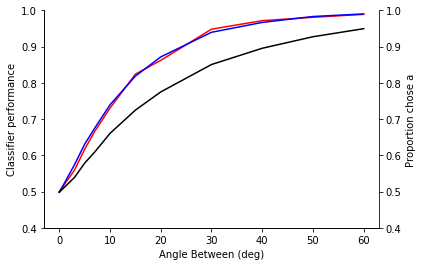 1.0 1.0
0.9 0.9
0.8 0.8
0.7 0.7
0.6 0.6
0.5 0.5
0.4 0.4
Classifier performance
Proportion chose a
0 10 20 30 40 50 60
Angle Between (deg)